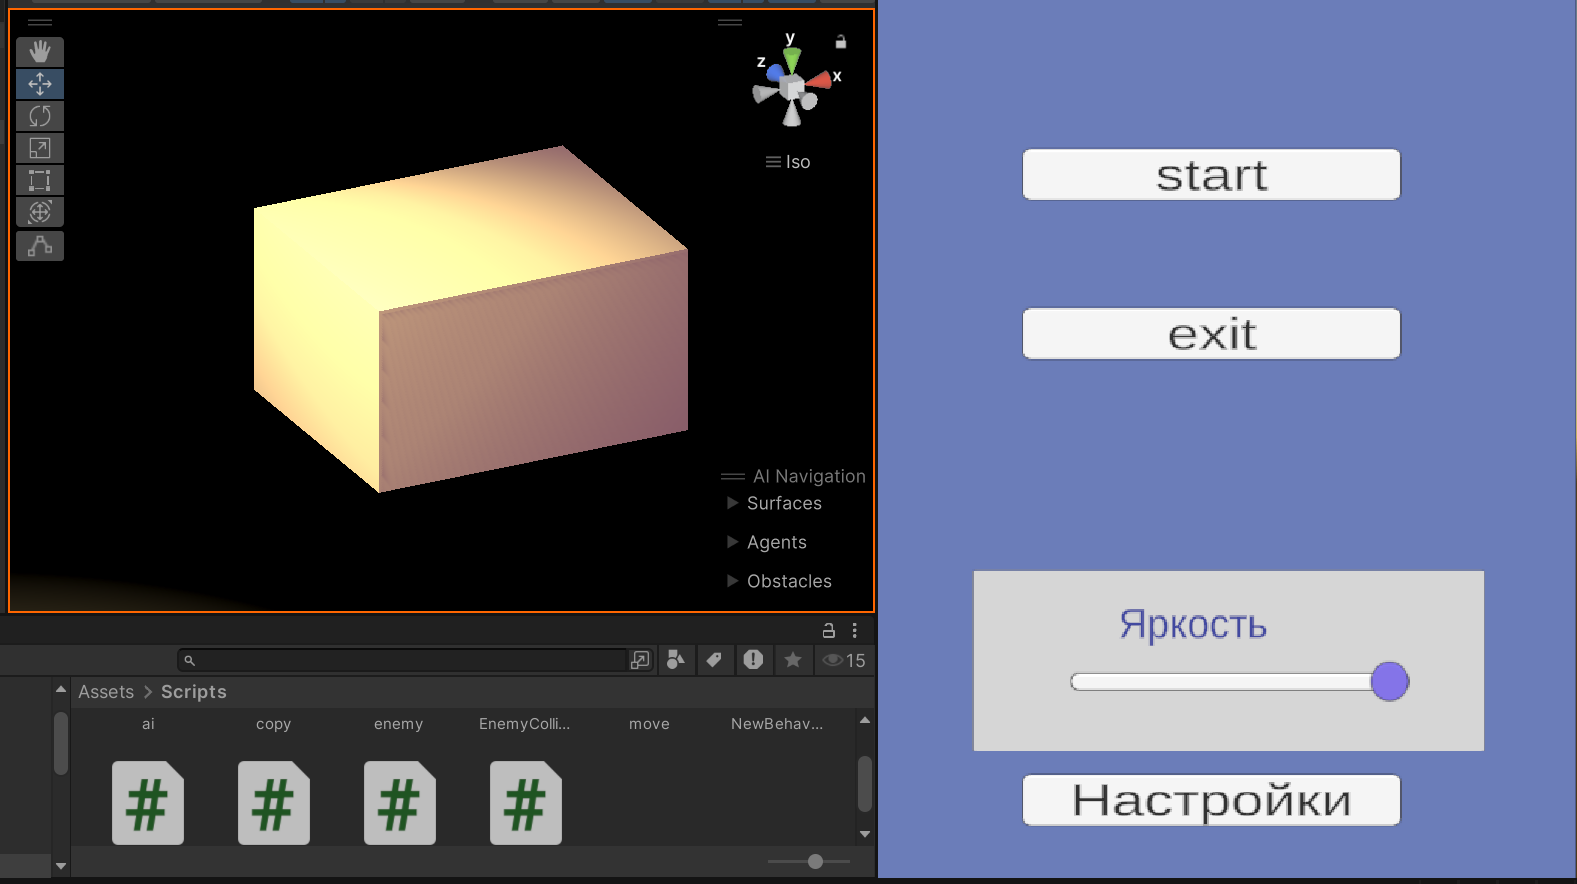 y
z
x
Iso
AI Navigation
Surfaces
Agents
Obstacles
15
Assets > Scripts
ai
copy
enemy
EnemyColli...
move
NewBehav...
#
#
#
#
start
exit
Яркость
Настройки